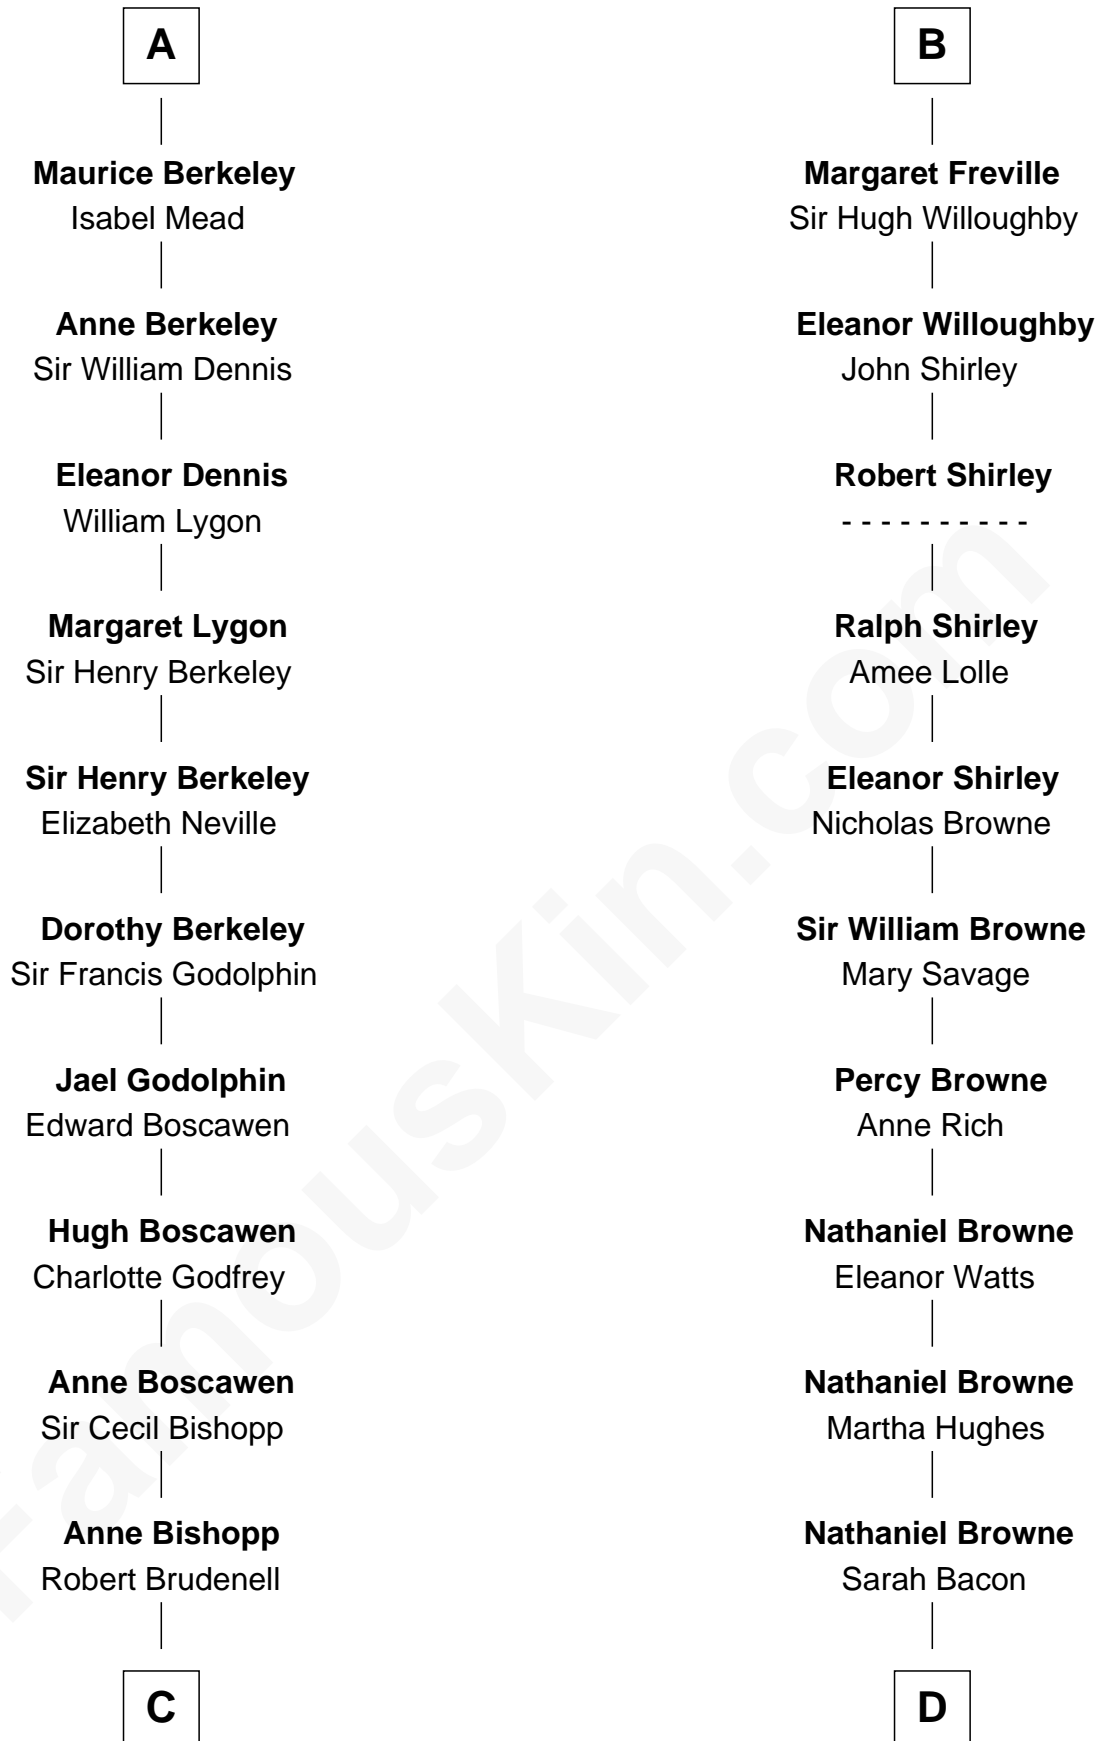 A
Maurice Berkeley
Isabel Mead
Anne Berkeley
Sir William Dennis
Eleanor Dennis
William Lygon
Margaret Lygon
Sir Henry Berkeley
Sir Henry Berkeley
Elizabeth Neville
Dorothy Berkeley
Sir Francis Godolphin
Jael Godolphin
Edward Boscawen
Hugh Boscawen
Charlotte Godfrey
Anne Boscawen
Sir Cecil Bishopp
Anne Bishopp
Robert Brudenell
C
B
Margaret Freville
Sir Hugh Willoughby
Eleanor Willoughby
John Shirley
Robert Shirley
- - - - - - - - - -
Ralph Shirley
Amee Lolle
Eleanor Shirley
Nicholas Browne
Sir William Browne
Mary Savage
Percy Browne
Anne Rich
Nathaniel Browne
Eleanor Watts
Nathaniel Browne
Martha Hughes
Nathaniel Browne
Sarah Bacon
D
FamousKin.com